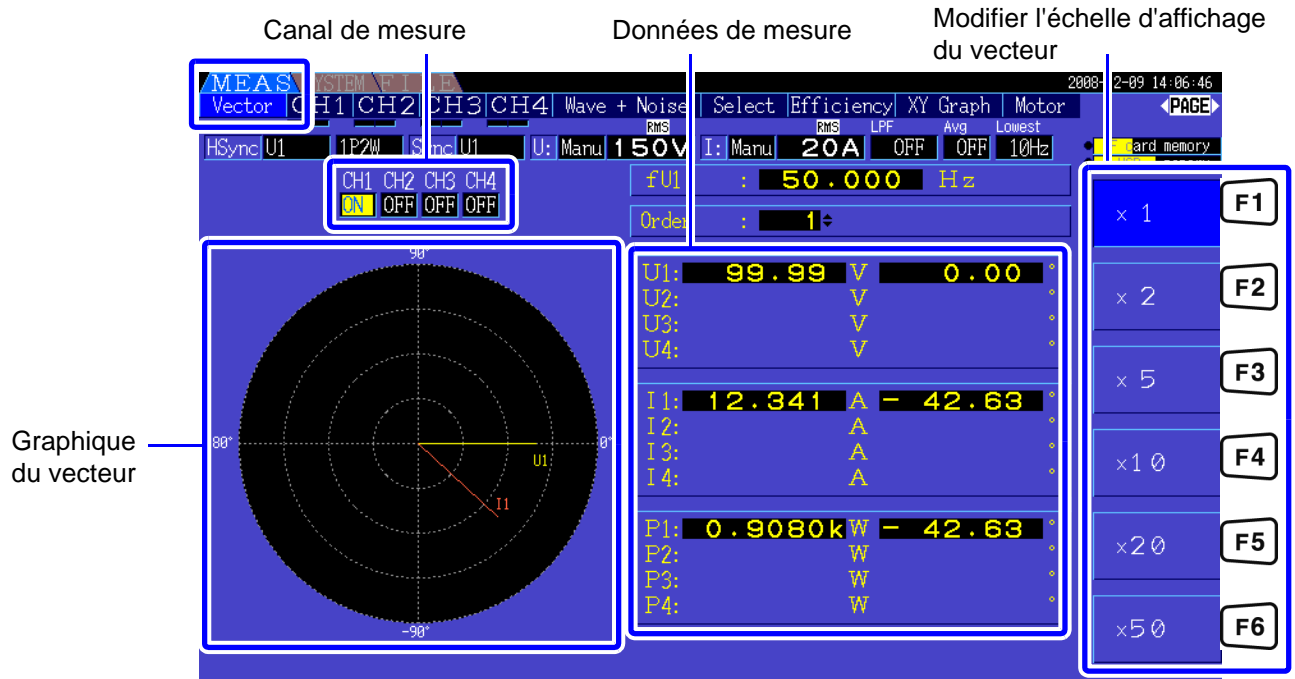 Canal de mesure
Données de mesure
Modifier l'échelle d'affichage
du vecteur
MEAS SYSTEM FILE
14:06:46
Vector CH1 CH2 CH3 CH4 Wave + Noise Select Efficiency XY Graph Motor
PAGE
RMS RMS LPF Avg Lowest
HSync U1 1P2W Sync U1 U: Manu 150V I: Manu 20A OFF OFF 10Hz
card memory
CH1 CH2 CH3 CH4
ON OFF OFF OFF
fU1 : 50.000 Hz
Order : 1
90°
80°
0°
-90°
U1
I1
U1: 99.99 V 0.00 °
U2: V °
U3: V °
U4: V °
I1: 12.341 A - 42.63 °
I2: A °
I3: A °
I4: A °
P1: 0.9080k W - 42.63 °
P2: W °
P3: W °
P4: W °
× 1 F1
× 2 F2
× 5 F3
×10 F4
×20 F5
×50 F6
Graphique
du vecteur